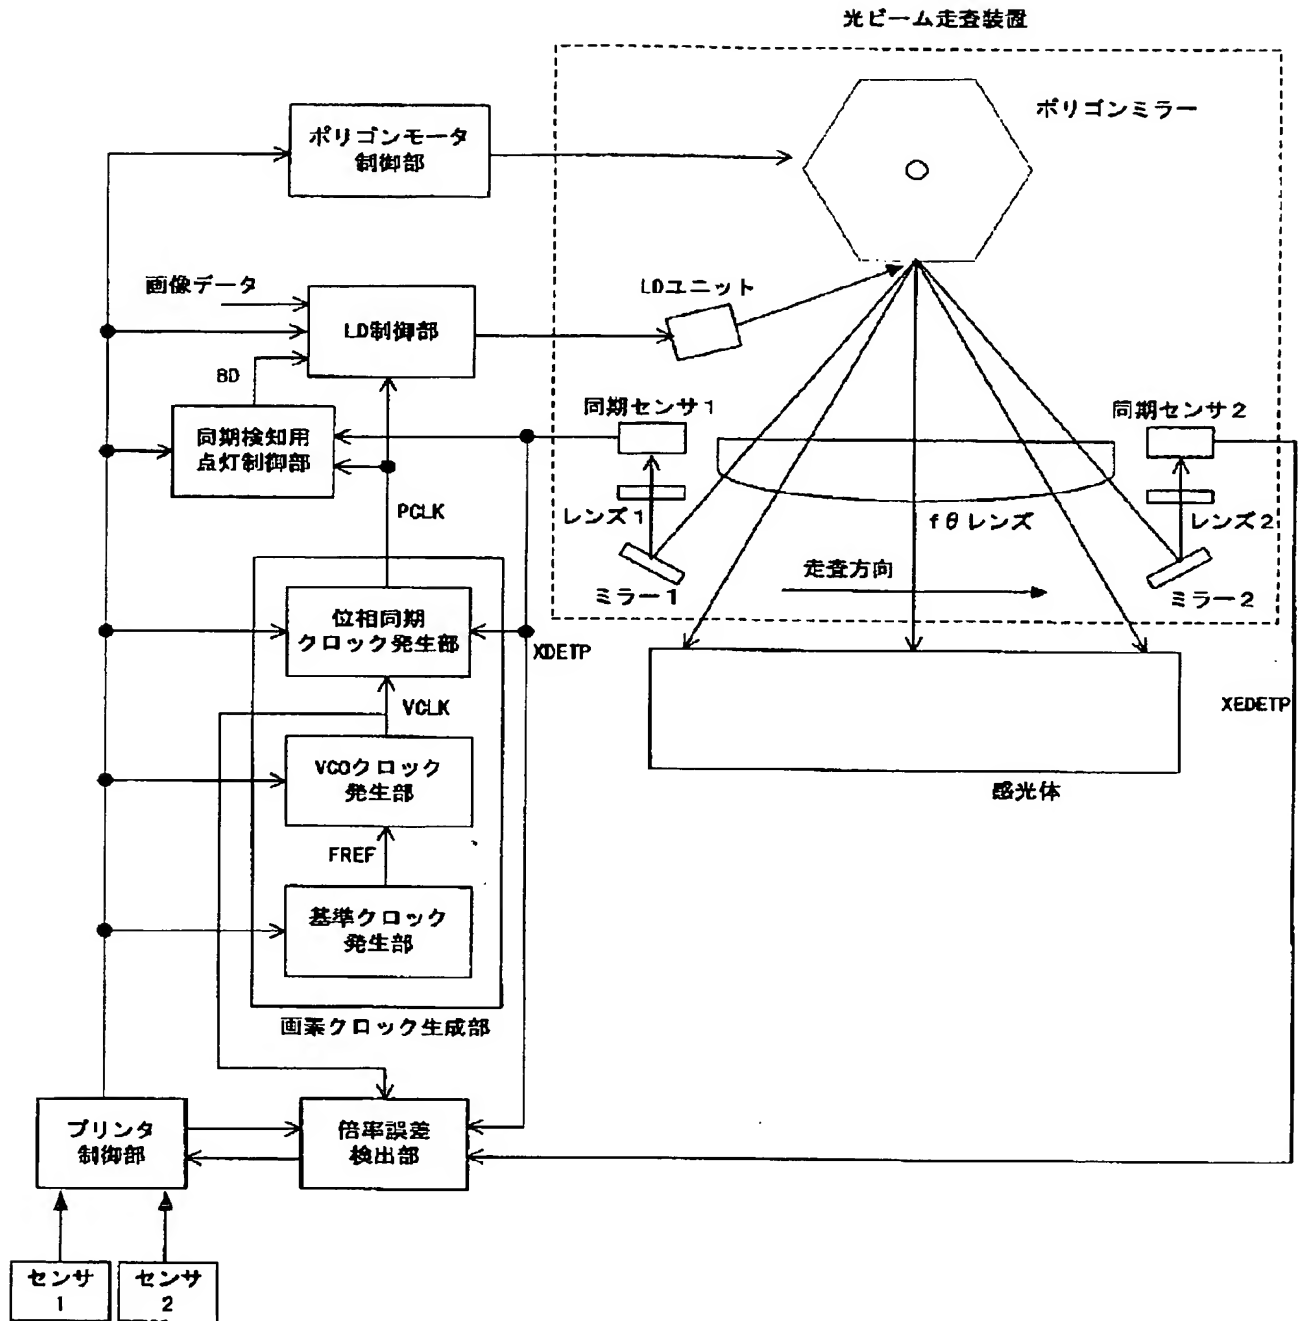 光ビーム走査装置
ポリゴンミラー
ポリゴンモータ
制御部
画像データ
LD制御部
LDユニット
BD
同期検知用
点灯制御部
同期センサ1
同期センサ2
PCLK
レンズ1
fθレンズ
レンズ2
走査方向
ミラー1
ミラー2
位相同期
クロック発生部
XDETP
VCLK
XEDETP
VCOクロック
発生部
感光体
FREF
基準クロック
発生部
画素クロック生成部
プリンタ
制御部
倍率誤差
検出部
センサ
1
センサ
2